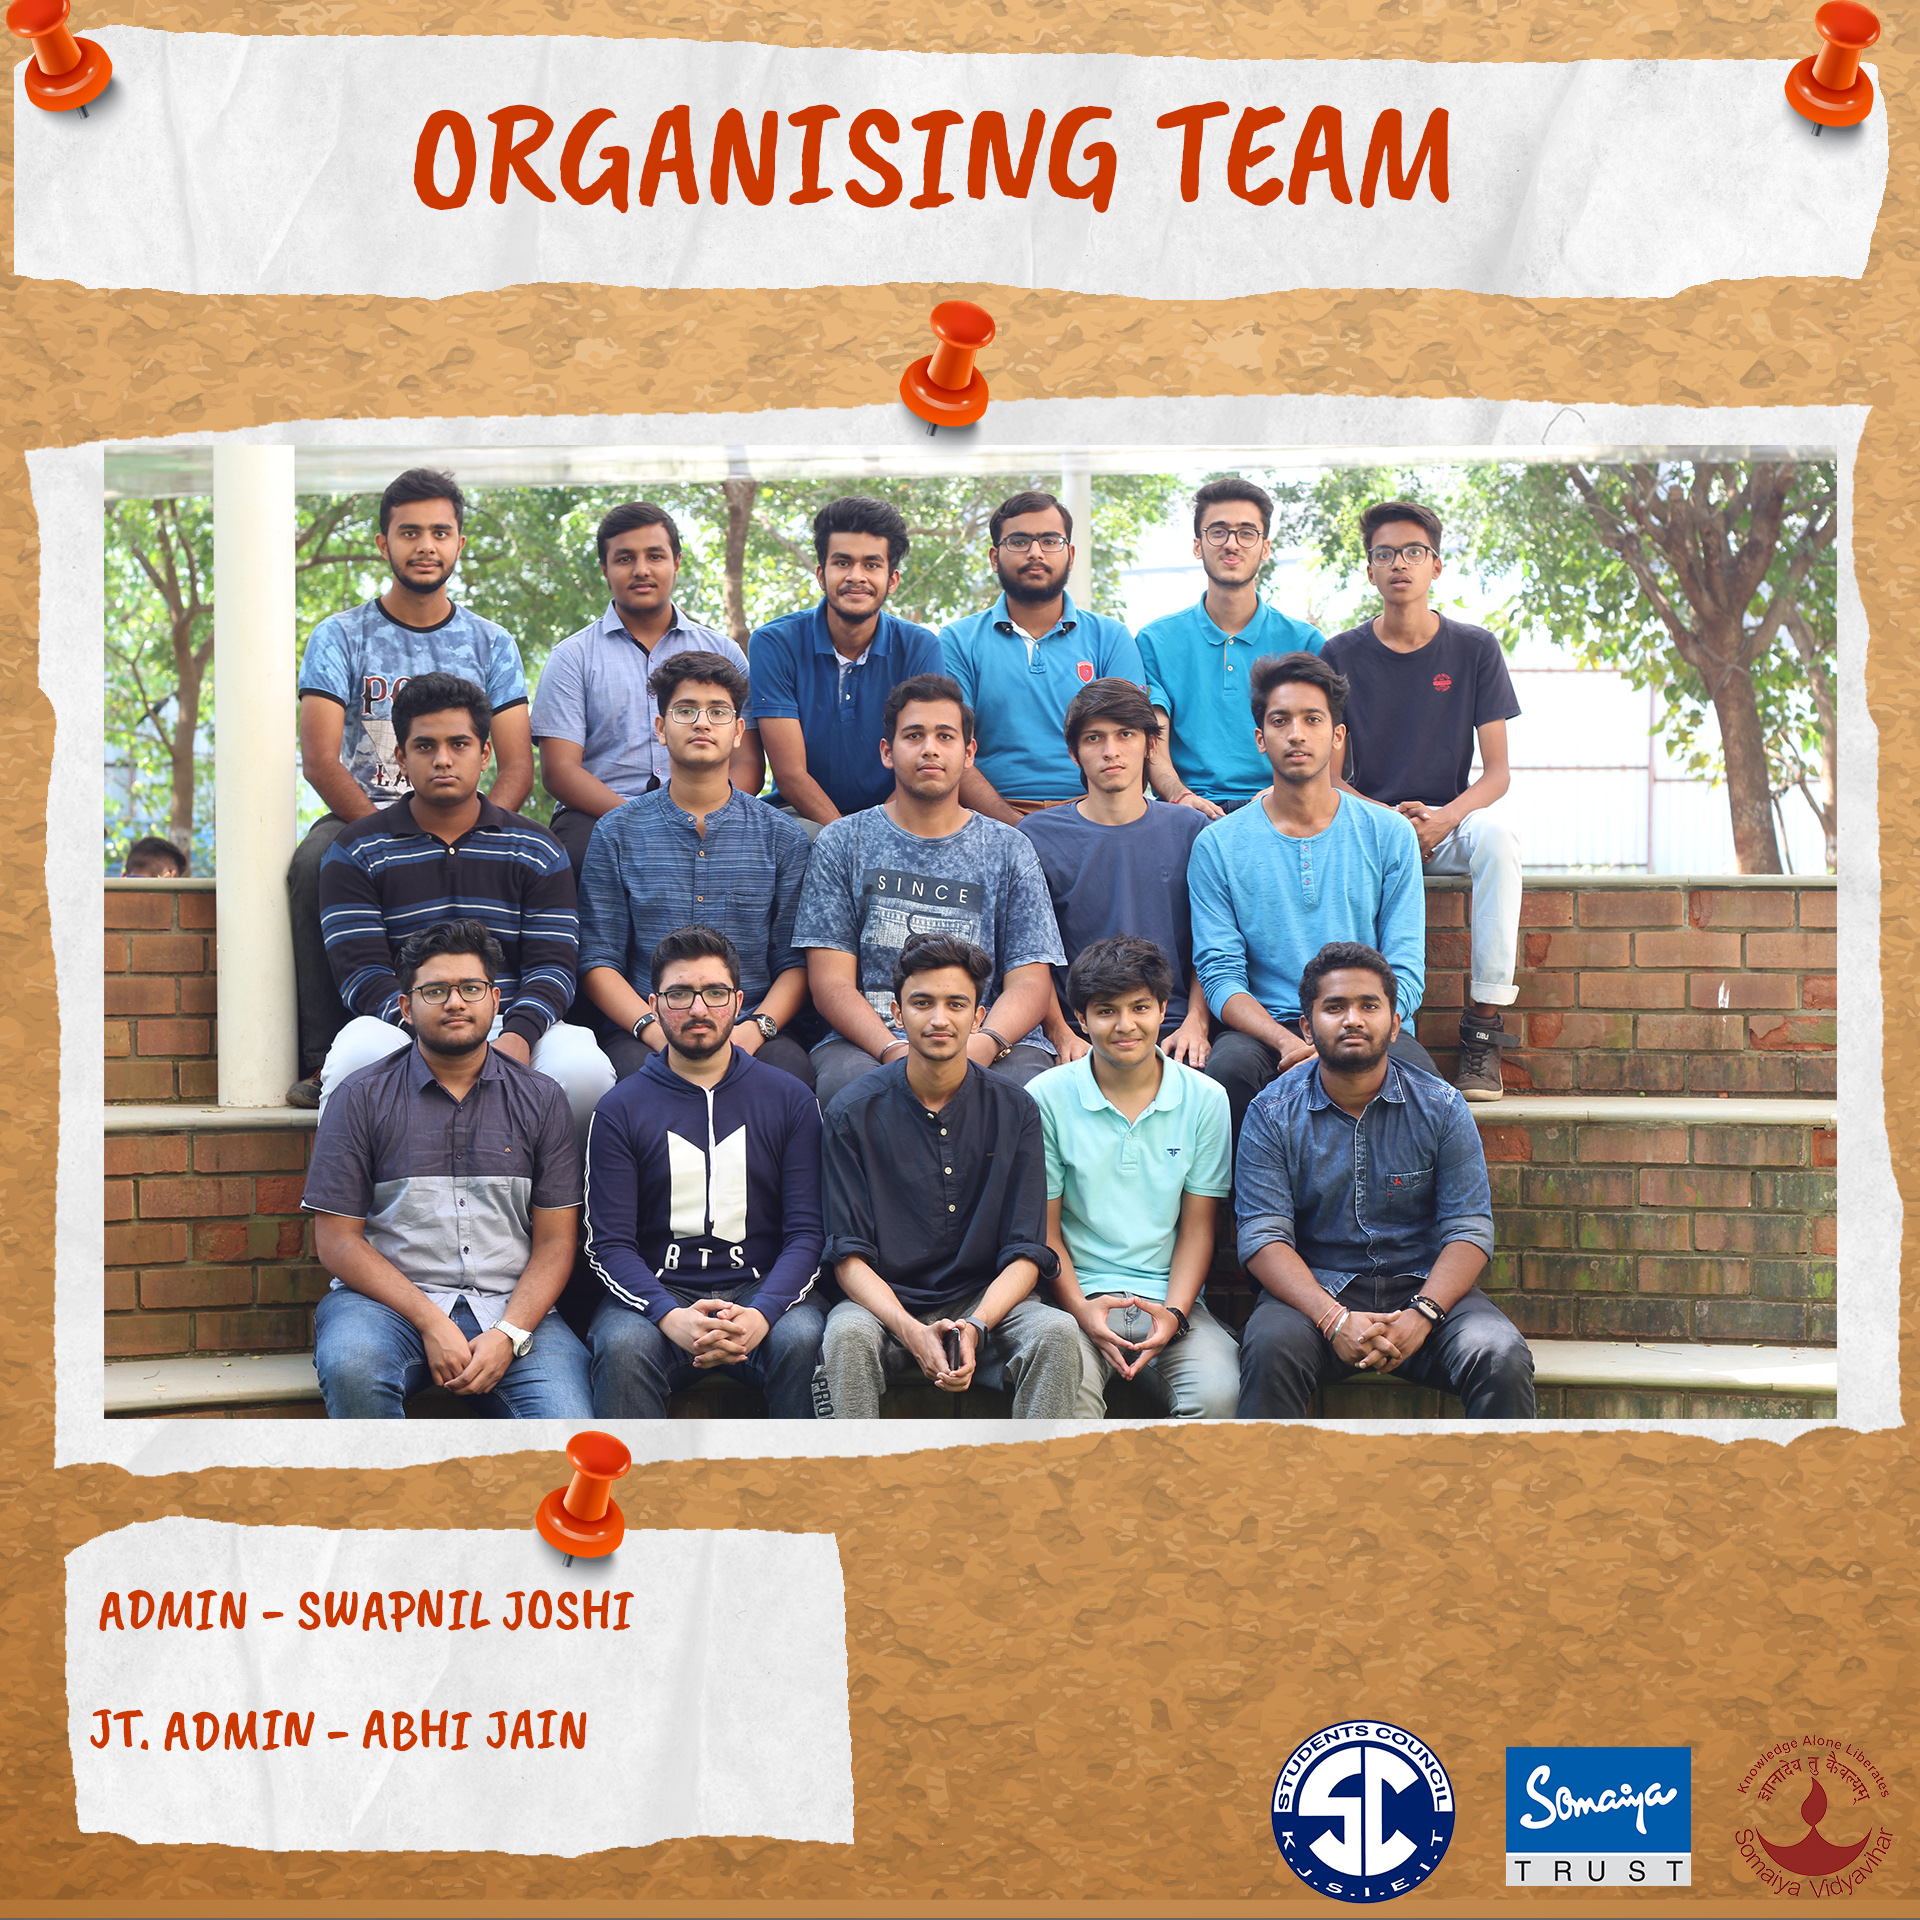 ORGANISING TEAM
SINCE
BTS
ADMIN - SWAPNIL JOSHI
JT. ADMIN - ABHI JAIN
STUDENTS COUNCIL
SC
K.J.S.I.E.I.T
Somaiya
TRUST
Knowledge Alone Liberates
ज्ञानादेव तु कैवल्यम्
Somaiya Vidyavihar